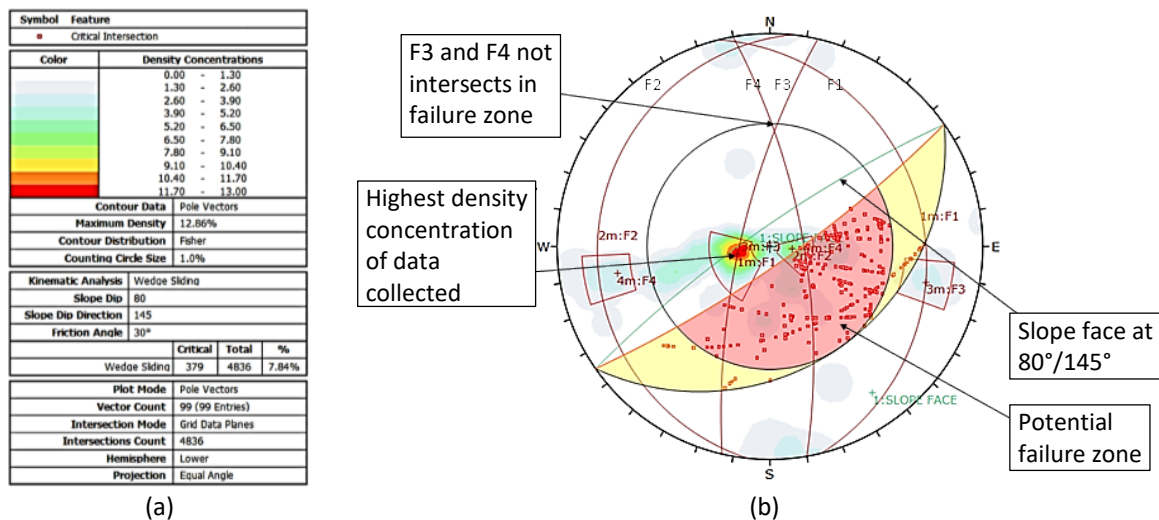 Symbol Feature
Critical Intersection
Color Density Concentrations
0.00 - 1.30
1.30 - 2.60
2.60 - 3.90
3.90 - 5.20
5.20 - 6.50
6.50 - 7.80
7.80 - 9.10
9.10 - 10.40
10.40 - 11.70
11.70 - 13.00
Contour Data Pole Vectors
Maximum Density 12.86%
Contour Distribution Fisher
Counting Circle Size 1.0%
Kinematic Analysis Wedge Sliding
Slope Dip 80
Slope Dip Direction 145
Friction Angle 30°
Critical Total %
Wedge Sliding 379 4836 7.84%
Plot Mode Pole Vectors
Vector Count 99 (99 Entries)
Intersection Mode Grid Data Planes
Intersections Count 4836
Hemisphere Lower
Projection Equal Angle
(a)
F3 and F4 not
intersects in
failure zone
Highest density
concentration
of data
collected
N
F2 F4 F3 F1
W
E
S
2m:F2
1m:F1
1:SLOPE
1m:F1
2m:F2
4m:F4
4m:F4
3m:F3
1:SLOPE FACE
Slope face at
80°/145°
Potential
failure zone
(b)